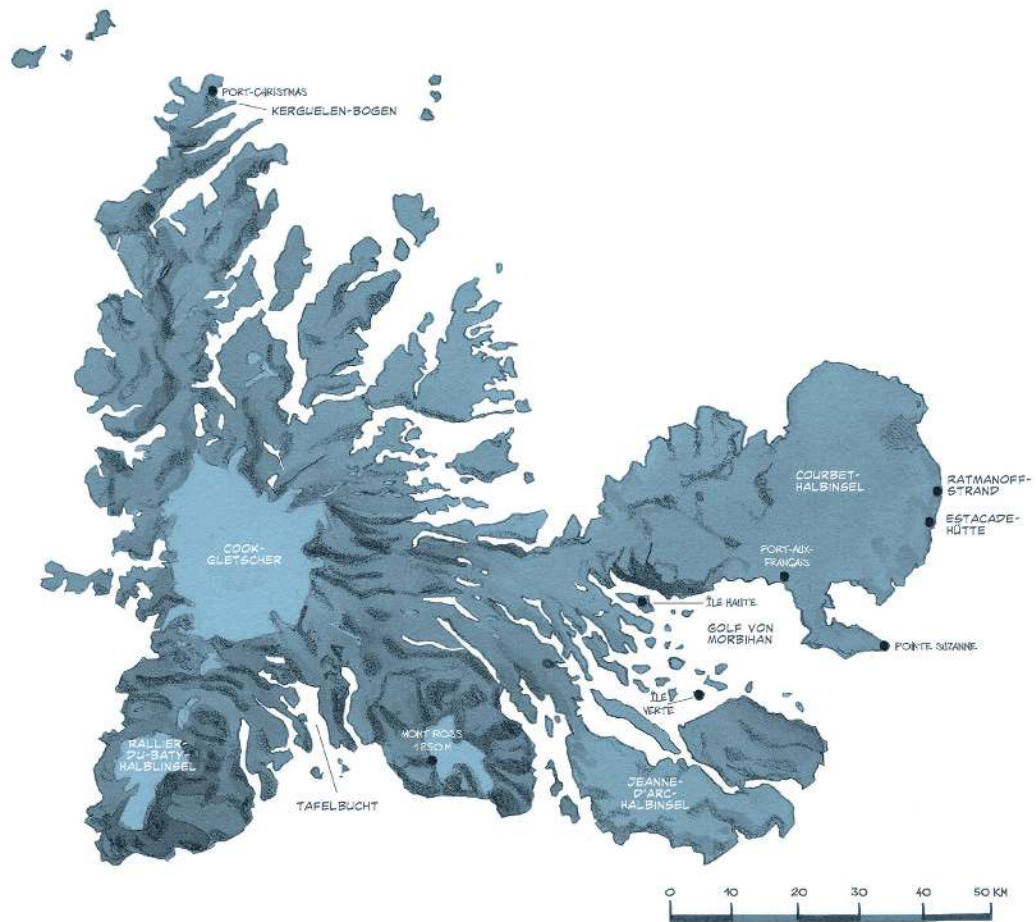 PORT-CHRISTMAS
KERGUELEN-BOGEN
COURBET-
HALBINSEL
RATMANOFF-
STRAND
ESTACADE-
HÜTTE
COOK-
GLETSCHER
PORT-AUX-
FRANÇAIS
ÎLE HAUTE
GOLF VON
MORBIHAN
POINTE SUZANNE
ÎLE
VERTE
MONT ROSS
1850 M
RALLIER-
DU-BATY-
HALBLINSEL
JEANNE-
D'ARC-
HALBINSEL
TAFELBUCHT
0 10 20 30 40 50 KM